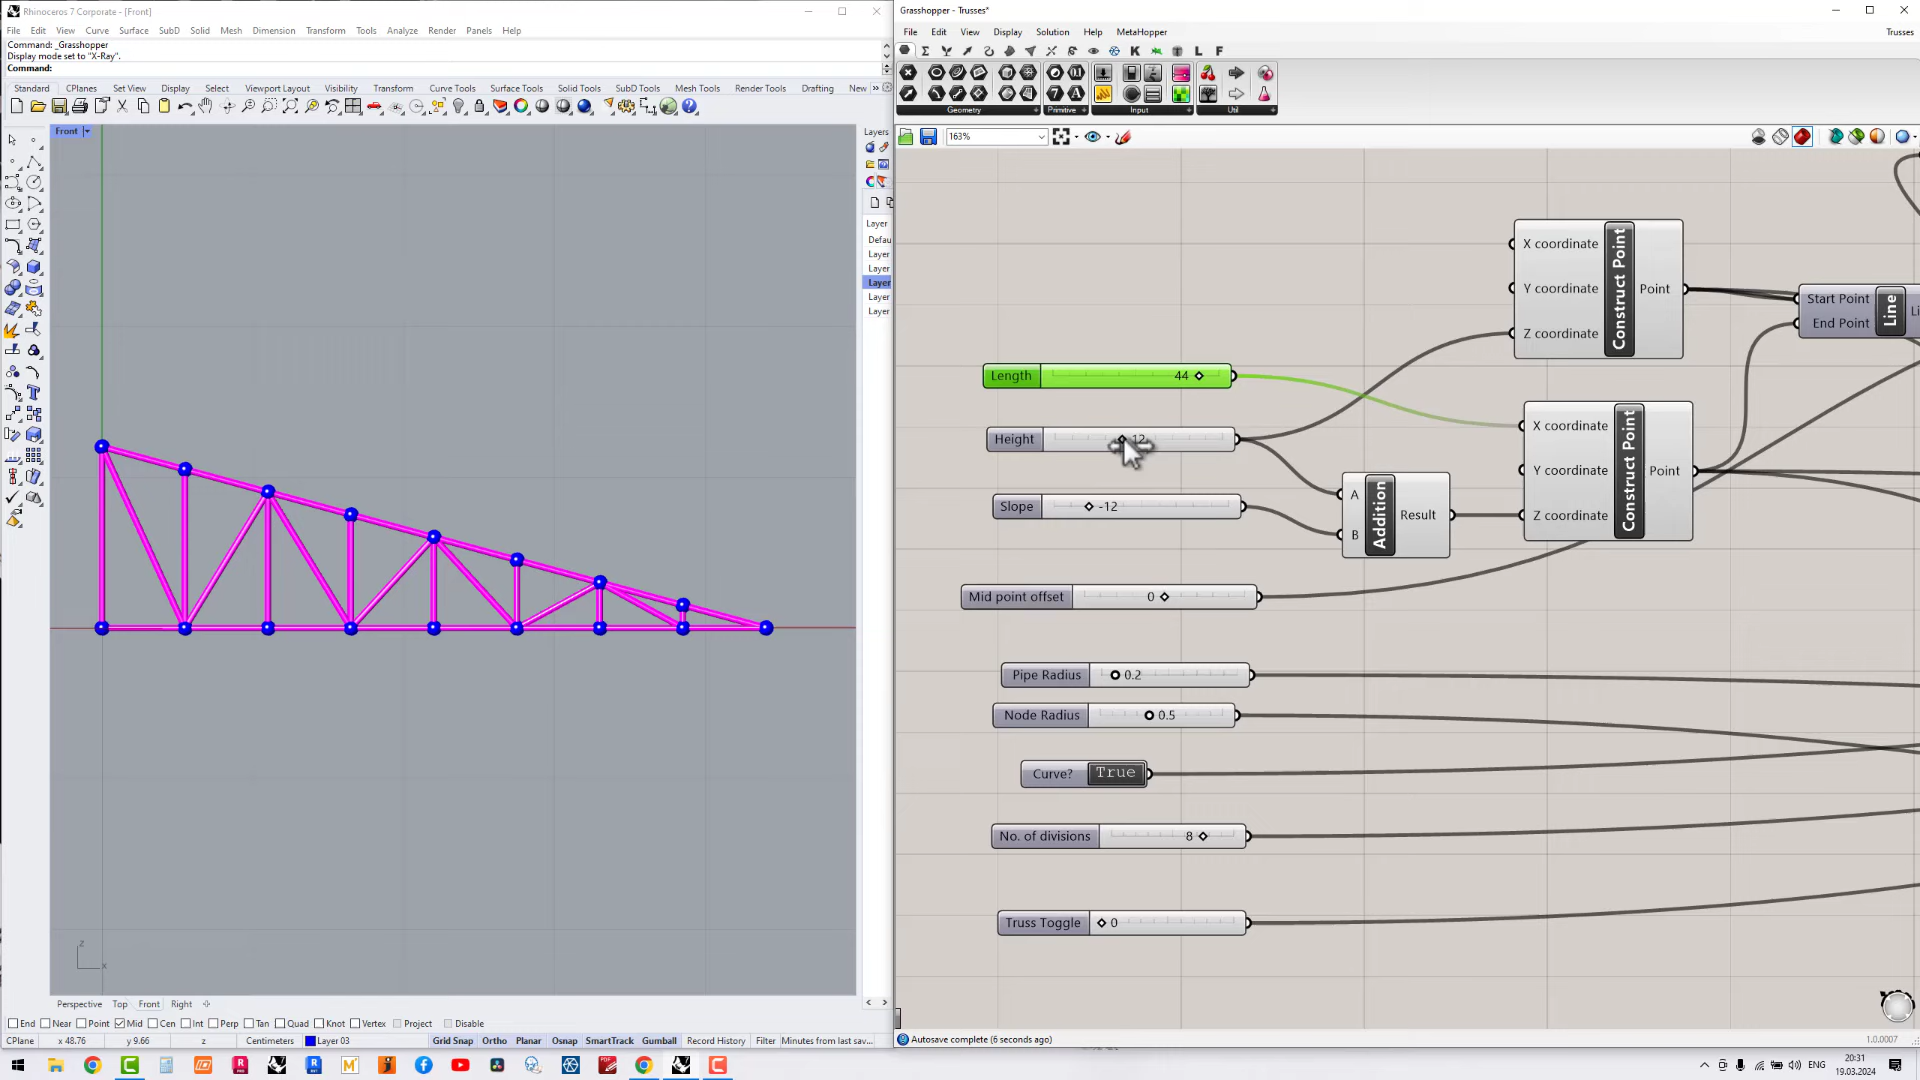 Rhinoceros 7 Corporate - [Front]
File Edit View Curve Surface SubD Solid Mesh Dimension Transform Tools Analyze Render Panels Help
Command: _Grasshopper
Display mode set to "X-Ray".
Command:
Standard CPlanes Set View Display Select Viewport Layout Visibility Transform Curve Tools Surface Tools Solid Tools SubD Tools Mesh Tools Render Tools Drafting New
Front
Layers
Layer
Defau
Layer
Layer
Layer
Layer
Layer
z
x
Perspective Top Front Right
End Near Point Mid Cen Int Perp Tan Quad Knot Vertex Project Disable
CPlane x 48.76 y 9.66 z Centimeters Layer 03 Grid Snap Ortho Planar Osnap SmartTrack Gumball Record History Filter Minutes from last sav...
Grasshopper - Trusses*
File Edit View Display Solution Help MetaHopper Trusses
K L F
Geometry Primitive Input Util
163%
X coordinate
Y coordinate
Z coordinate
Construct Point
Point
Start Point
End Point
Line
Length 44
Height 12
Slope -12
A
B
Addition
Result
X coordinate
Y coordinate
Z coordinate
Construct Point
Point
Mid point offset 0
Pipe Radius 0.2
Node Radius 0.5
Curve? True
No. of divisions 8
Truss Toggle 0
Autosave complete (6 seconds ago) 1.0.0007
ENG
20:31
19.03.2024